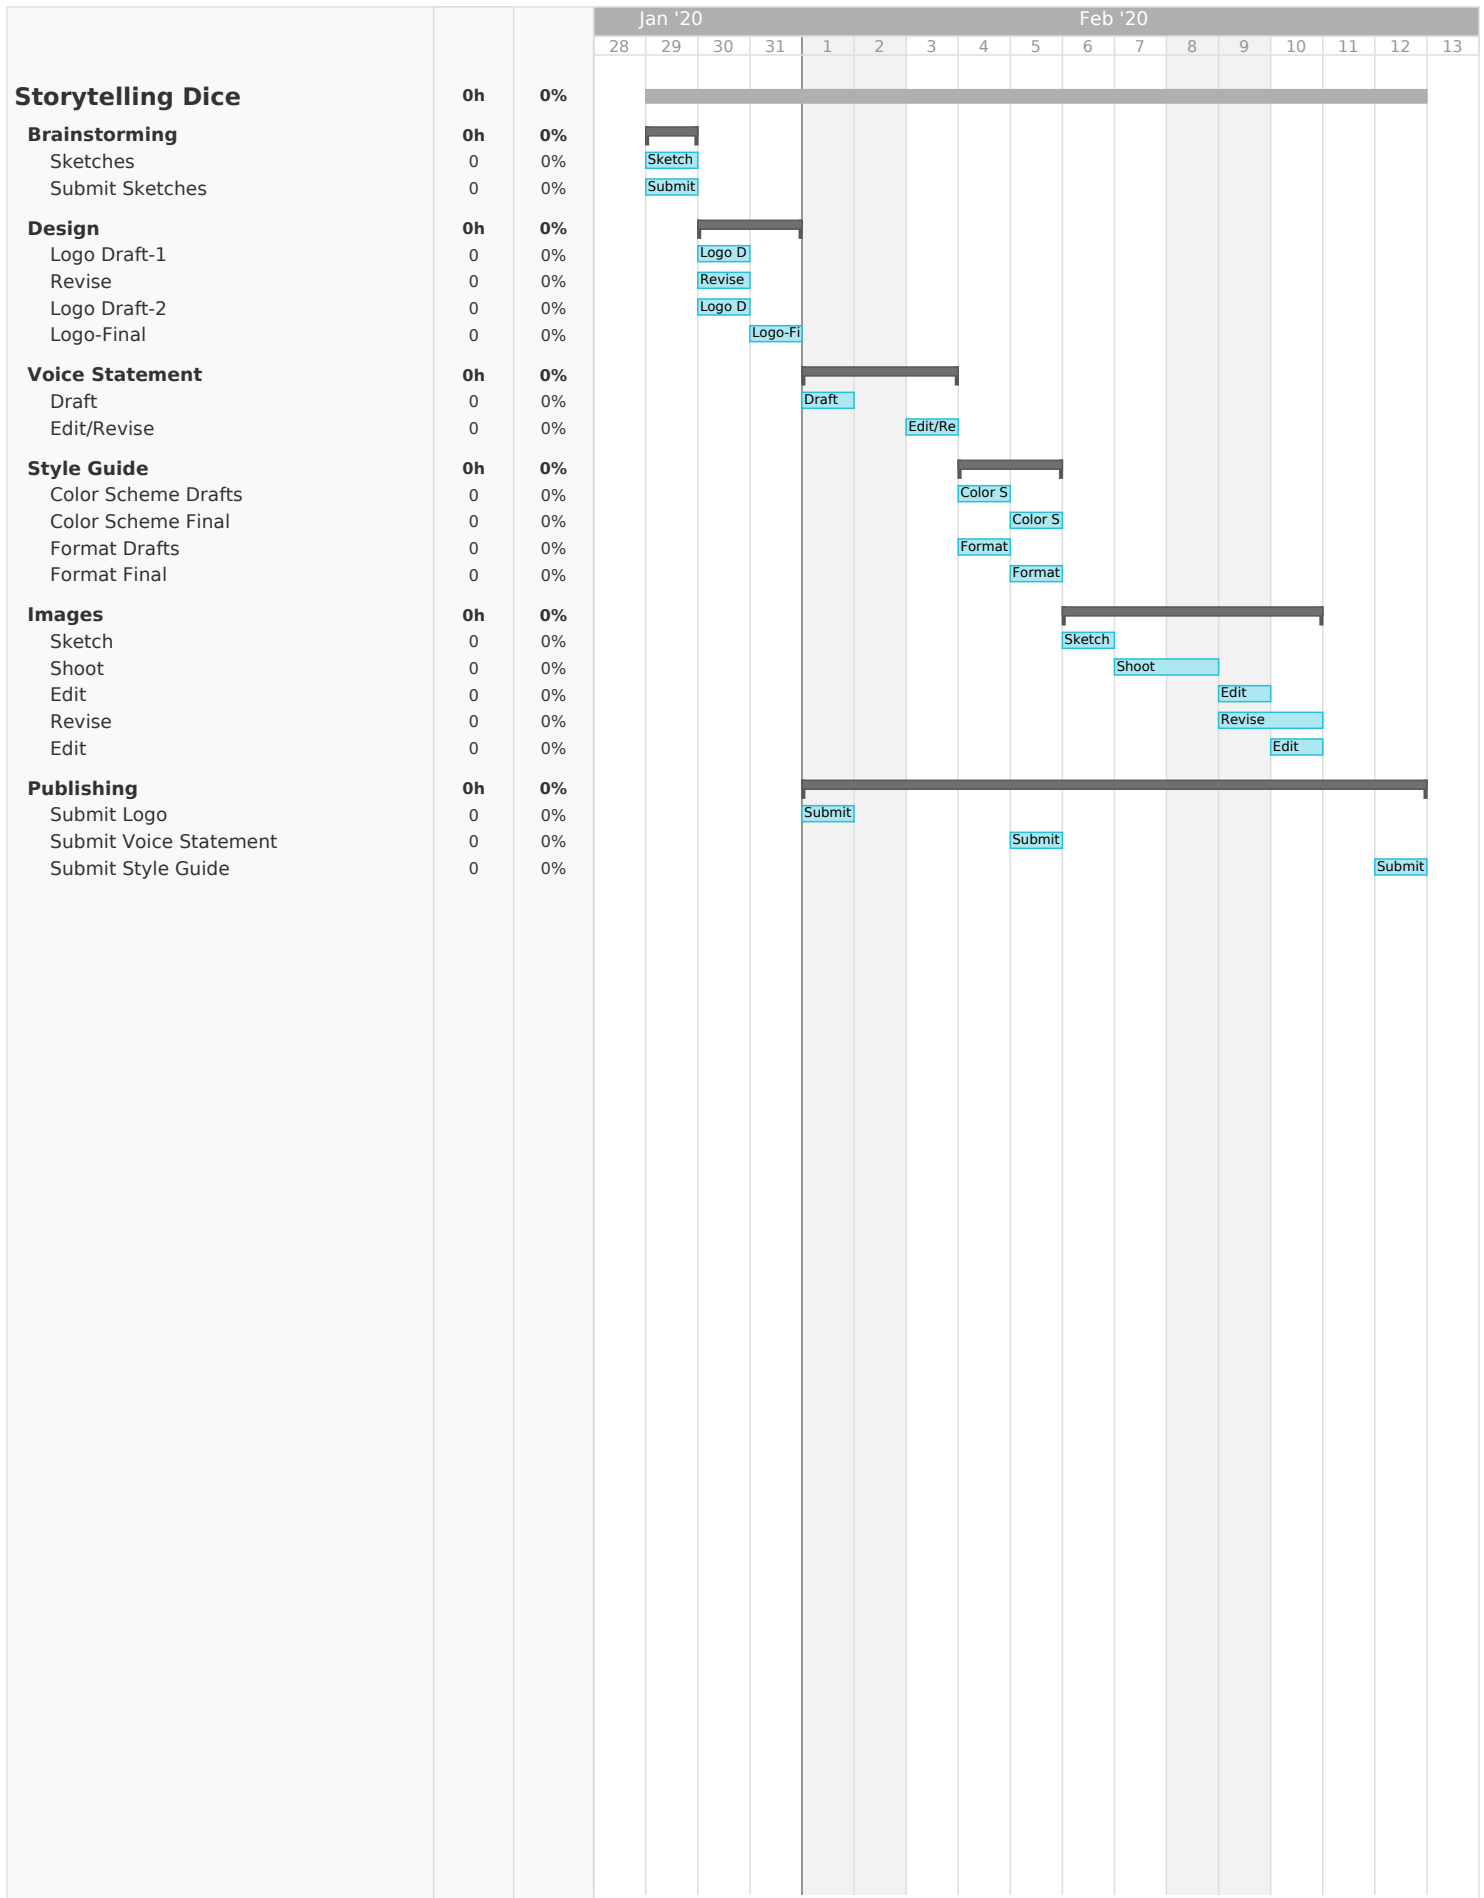 Jan '20 Feb '20
28 29 30 31 1 2 3 4 5 6 7 8 9 10 11 12 13
Storytelling Dice 0h 0%
Brainstorming 0h 0%
Sketches 0 0% Sketch
Submit Sketches 0 0% Submit
Design 0h 0%
Logo Draft-1 0 0% Logo D
Revise 0 0% Revise
Logo Draft-2 0 0% Logo D
Logo-Final 0 0% Logo-Fi
Voice Statement 0h 0%
Draft 0 0% Draft
Edit/Revise 0 0% Edit/Re
Style Guide 0h 0%
Color Scheme Drafts 0 0% Color S
Color Scheme Final 0 0% Color S
Format Drafts 0 0% Format
Format Final 0 0% Format
Images 0h 0%
Sketch 0 0% Sketch
Shoot 0 0% Shoot
Edit 0 0% Edit
Revise 0 0% Revise
Edit 0 0% Edit
Publishing 0h 0%
Submit Logo 0 0% Submit
Submit Voice Statement 0 0% Submit
Submit Style Guide 0 0% Submit